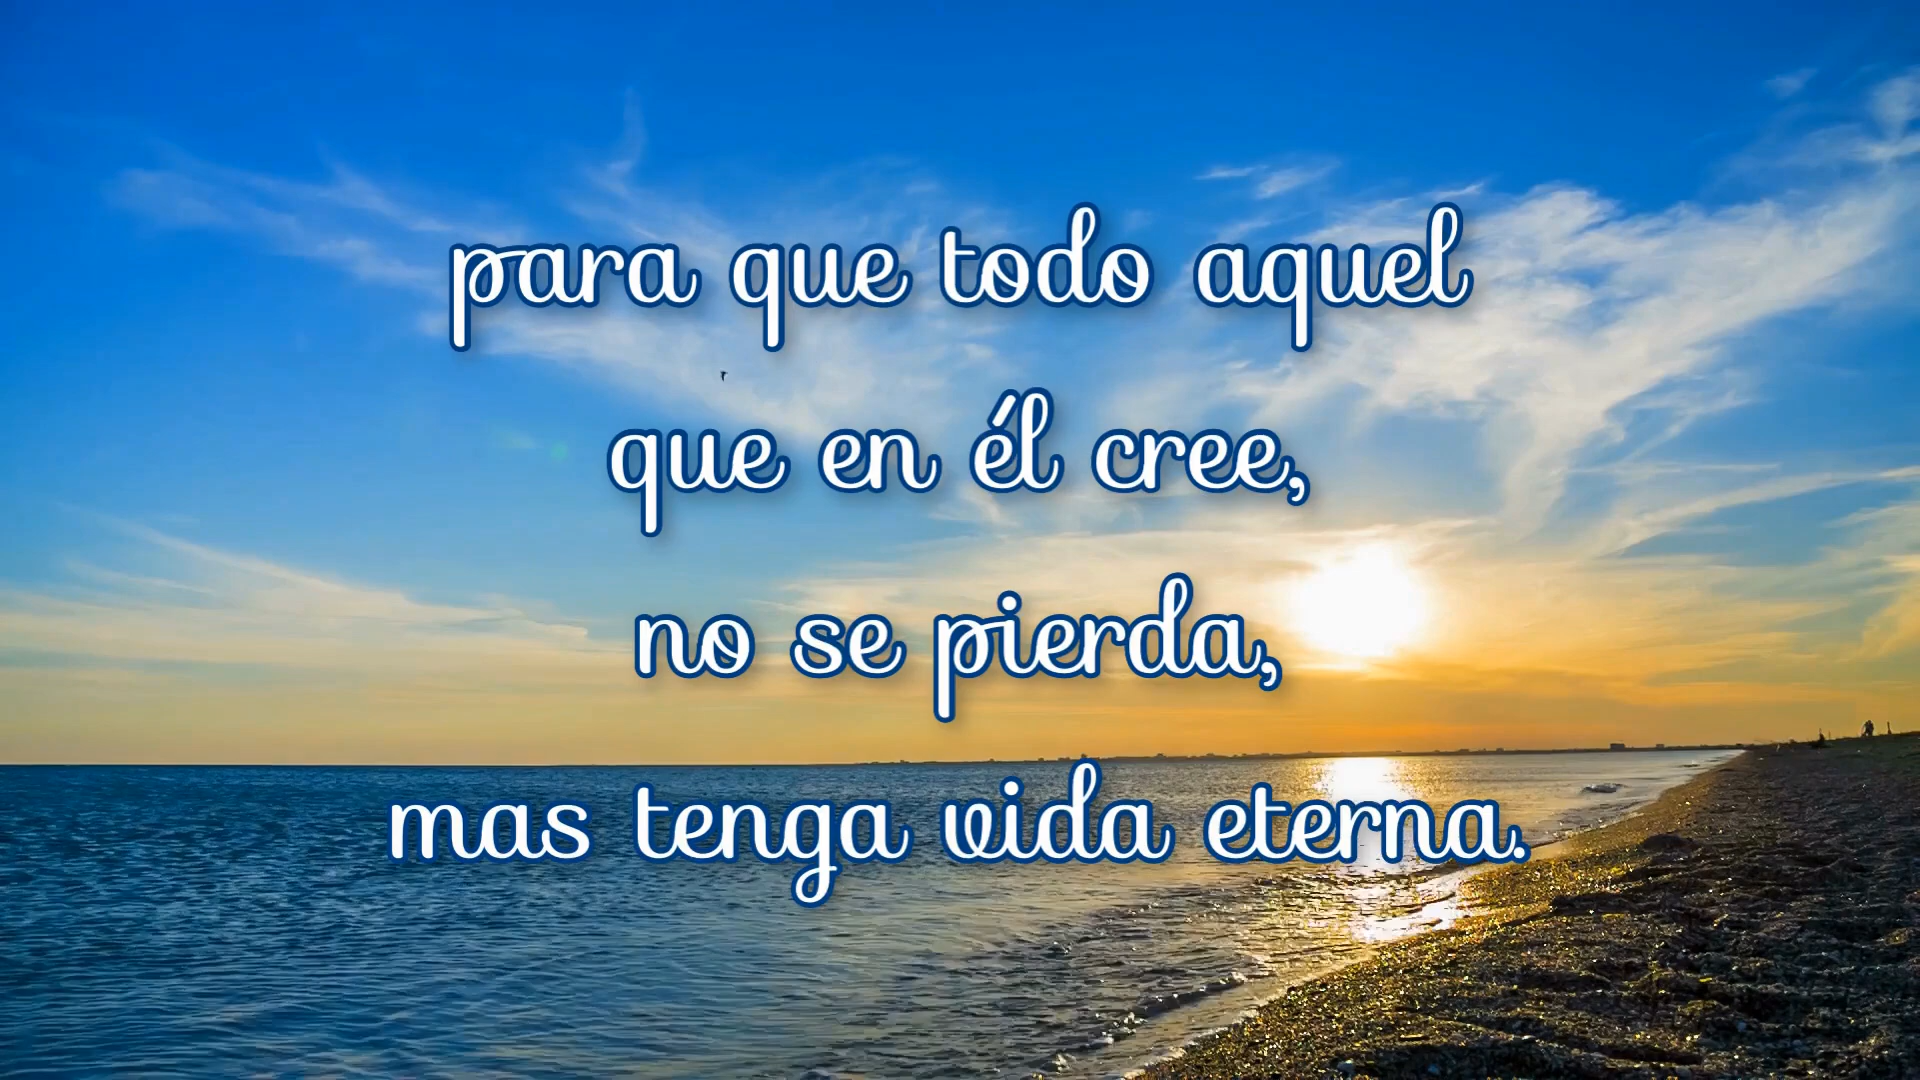 para que todo aquel
que en él cree,
no se pierda,
mas tenga vida eterna.